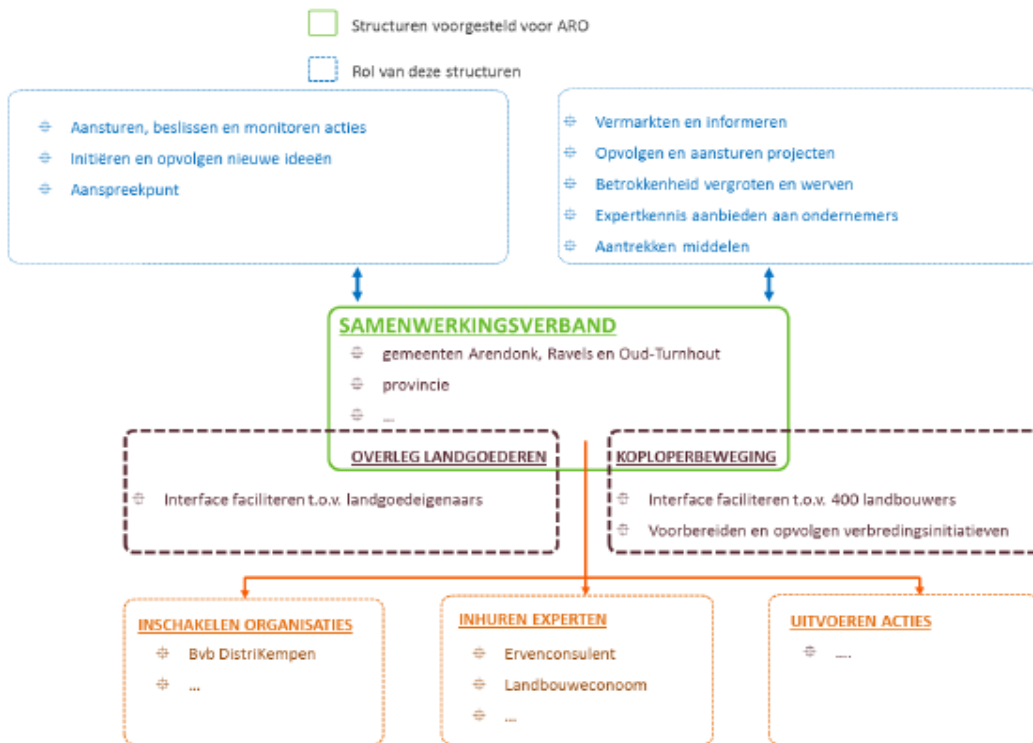 Structuren voorgesteld voor ARO
Rol van deze structuren
Aansturen, beslissen en monitoren acties
Initiëren en opvolgen nieuwe ideeën
Aanspreekpunt
Vermarkten en informeren
Opvolgen en aansturen projecten
Betrokkenheid vergroten en werven
Expertkennis aanbieden aan ondernemers
Aantrekken middelen
SAMENWERKINGSVERBAND
gemeenten Arendonk, Ravels en Oud-Turnhout
provincie
...
OVERLEG LANDGOEDEREN
Interface faciliteren t.o.v. landgoedeigenaars
KOPLOPERBEWEGING
Interface faciliteren t.o.v. 400 landbouwers
Voorbereiden en opvolgen verbredingsinitiatieven
INSCHAKELEN ORGANISATIES
Bvb DistriKempen
...
INHUREN EXPERTEN
Ervenconsulent
Landbouweconoom
...
UITVOEREN ACTIES
....